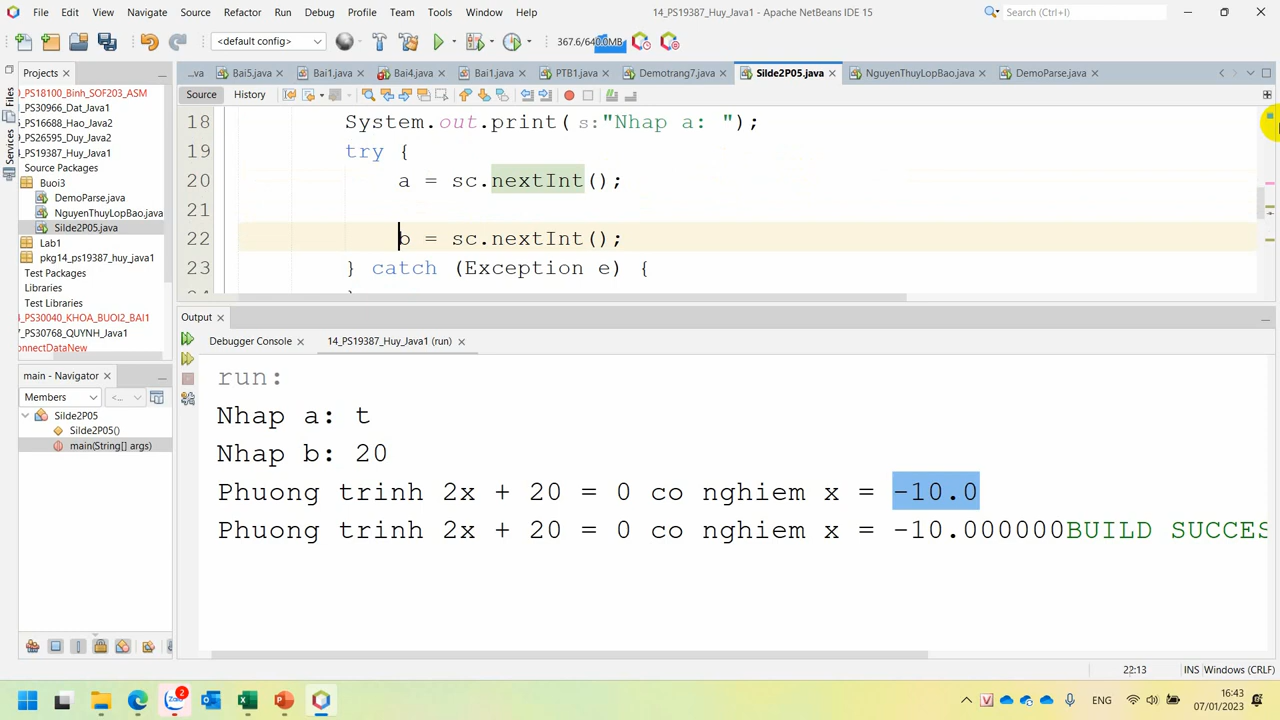 File Edit View Navigate Source Refactor Run Debug Profile Team Tools Window Help 14_PS19387_Huy_Java1 - Apache NetBeans IDE 15 Search (Ctrl+I)
<default config> 367.6/640.0MB
Projects
...va Bai5.java Bai1.java Bai4.java Bai1.java PTB1.java Demotrang7.java Silde2P05.java NguyenThuyLopBao.java DemoParse.java
Source History
Files
Services
_PS18100_Binh_SOF203_ASM
_PS30966_Dat_Java1
_PS16688_Hao_Java2
_PS26595_Duy_Java2
_PS19387_Huy_Java1
Source Packages
Buoi3
DemoParse.java
NguyenThuyLopBao.java
Silde2P05.java
Lab1
pkg14_ps19387_huy_java1
Test Packages
Libraries
Test Libraries
_PS30040_KHOA_BUOI2_BAI1
_PS30768_QUYNH_Java1
onnectDataNew
18 System.out.print( s:"Nhap a: ");
19 try {
20 a = sc.nextInt();
21
22 b = sc.nextInt();
23 } catch (Exception e) {
Output
Debugger Console 14_PS19387_Huy_Java1 (run)
run:
Nhap a: t
Nhap b: 20
Phuong trinh 2x + 20 = 0 co nghiem x = -10.0
Phuong trinh 2x + 20 = 0 co nghiem x = -10.000000BUILD SUCCES
main - Navigator
Members <...
Silde2P05
Silde2P05()
main(String[] args)
22:13 INS Windows (CRLF)
Zalo 2
ENG 16:43
07/01/2023